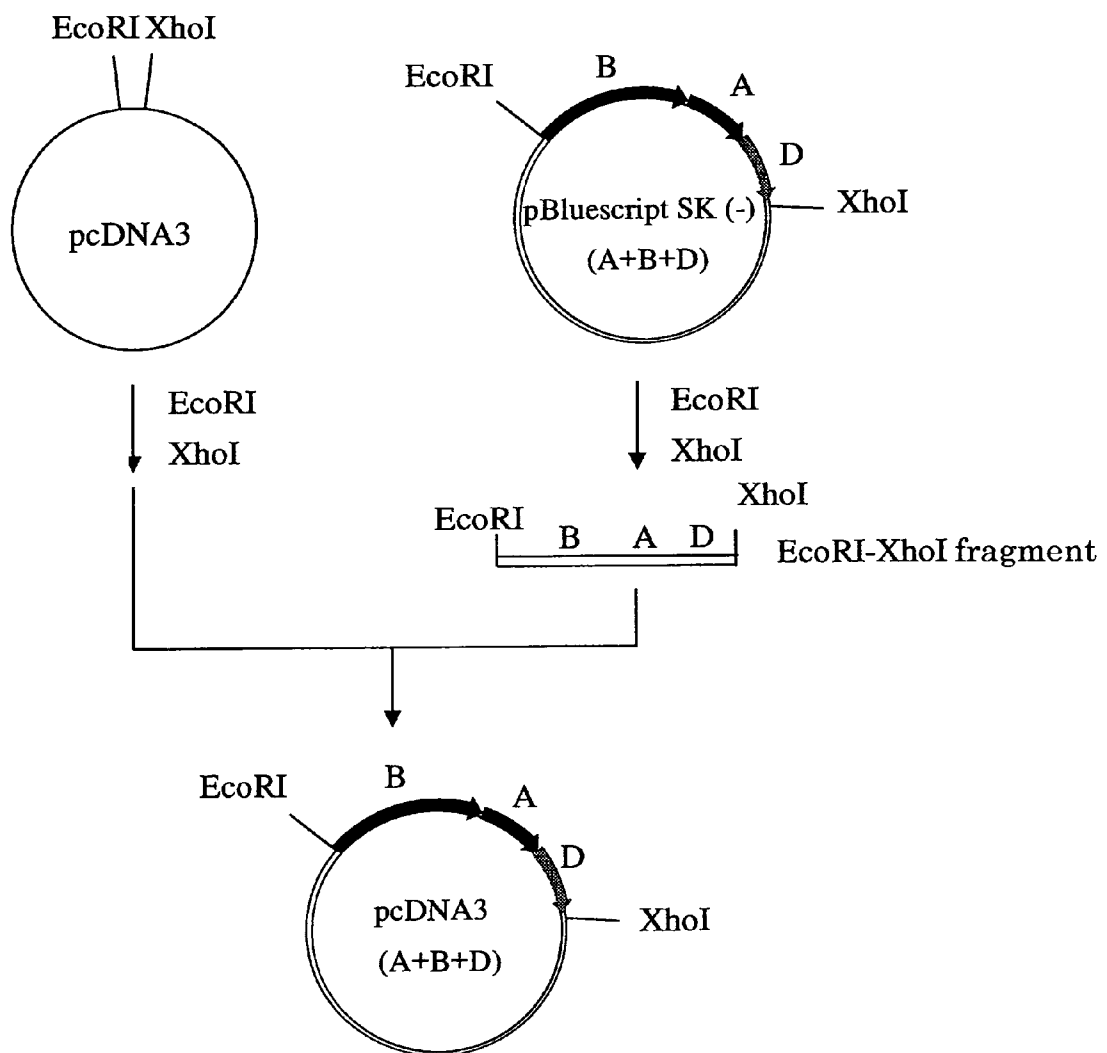 EcoRI XhoI
pcDNA3
EcoRI
B
A
D
XhoI
pBluescript SK (-)
(A+B+D)
EcoRI
XhoI
EcoRI
XhoI
EcoRI
XhoI
B A D
EcoRI-XhoI fragment
EcoRI
B
A
D
XhoI
pcDNA3
(A+B+D)